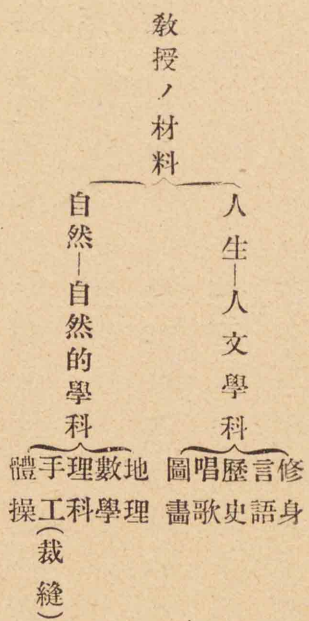 敎授ノ材料
人生―人文學科
修身
言語
歷史
唱歌
圖畵
自然―自然的學科
地理
數學
理科
手工(裁縫)
體操